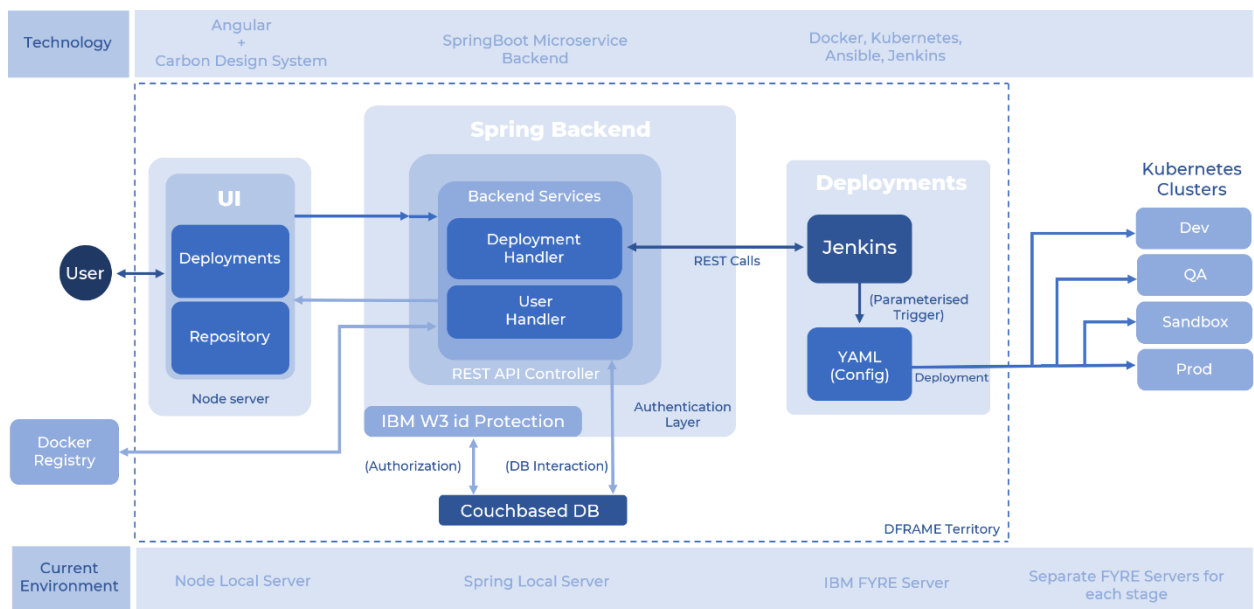 Technology
Angular
+
Carbon Design System
SpringBoot Microservice
Backend
Docker, Kubernetes,
Ansible, Jenkins
Spring Backend
UI
Backend Services
Deployments
Kubernetes
Clusters
User
Deployments
Repository
Deployment
Handler
User
Handler
REST API Controller
Node server
REST Calls
Jenkins
(Parameterised
Trigger)
YAML
(Config)
Deployment
Dev
QA
Sandbox
Prod
IBM W3 id Protection
Authentication
Layer
Docker
Registry
(Authorization)
(DB Interaction)
Couchbased DB
DFRAME Territory
Current
Environment
Node Local Server
Spring Local Server
IBM FYRE Server
Separate FYRE Servers for
each stage